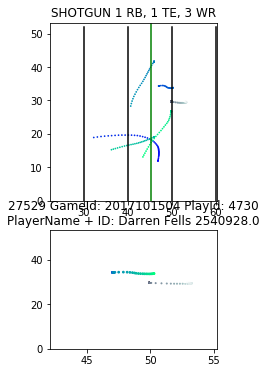 SHOTGUN 1 RB, 1 TE, 3 WR
50
40
30
20
10
0
30 40 50 60
27529 GameId: 2017101504 PlayId: 4730
PlayerName + ID: Darren Fells 2540928.0
40
20
0
45 50 55